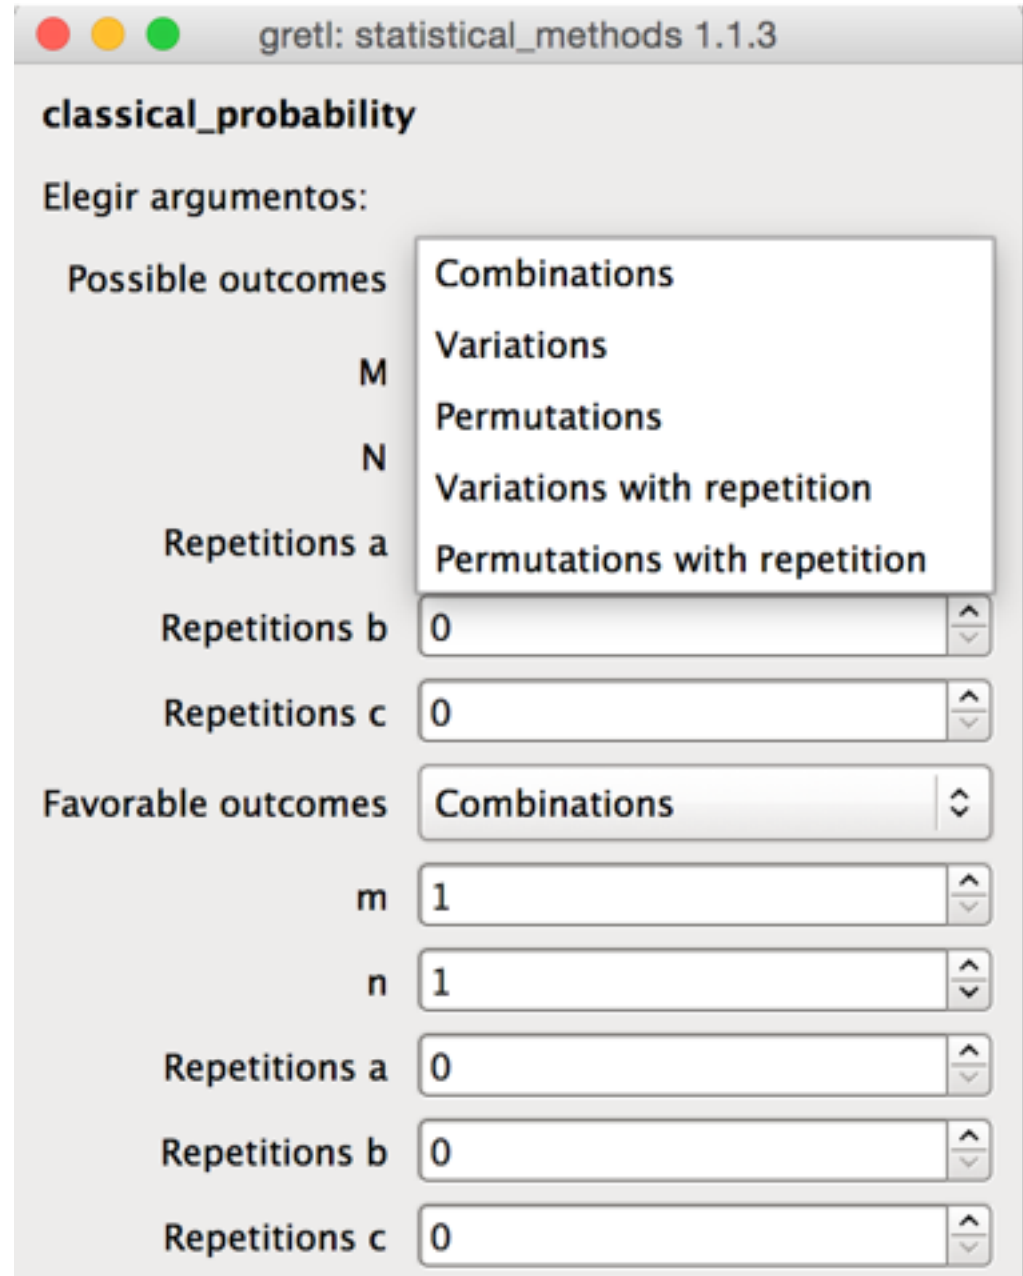 gretl: statistical_methods 1.1.3
classical_probability
Elegir argumentos:
Possible outcomes
Combinations
Variations
M
Permutations
N
Variations with repetition
Repetitions a
Permutations with repetition
Repetitions b 0
Repetitions c 0
Favorable outcomes Combinations
m 1
n 1
Repetitions a 0
Repetitions b 0
Repetitions c 0